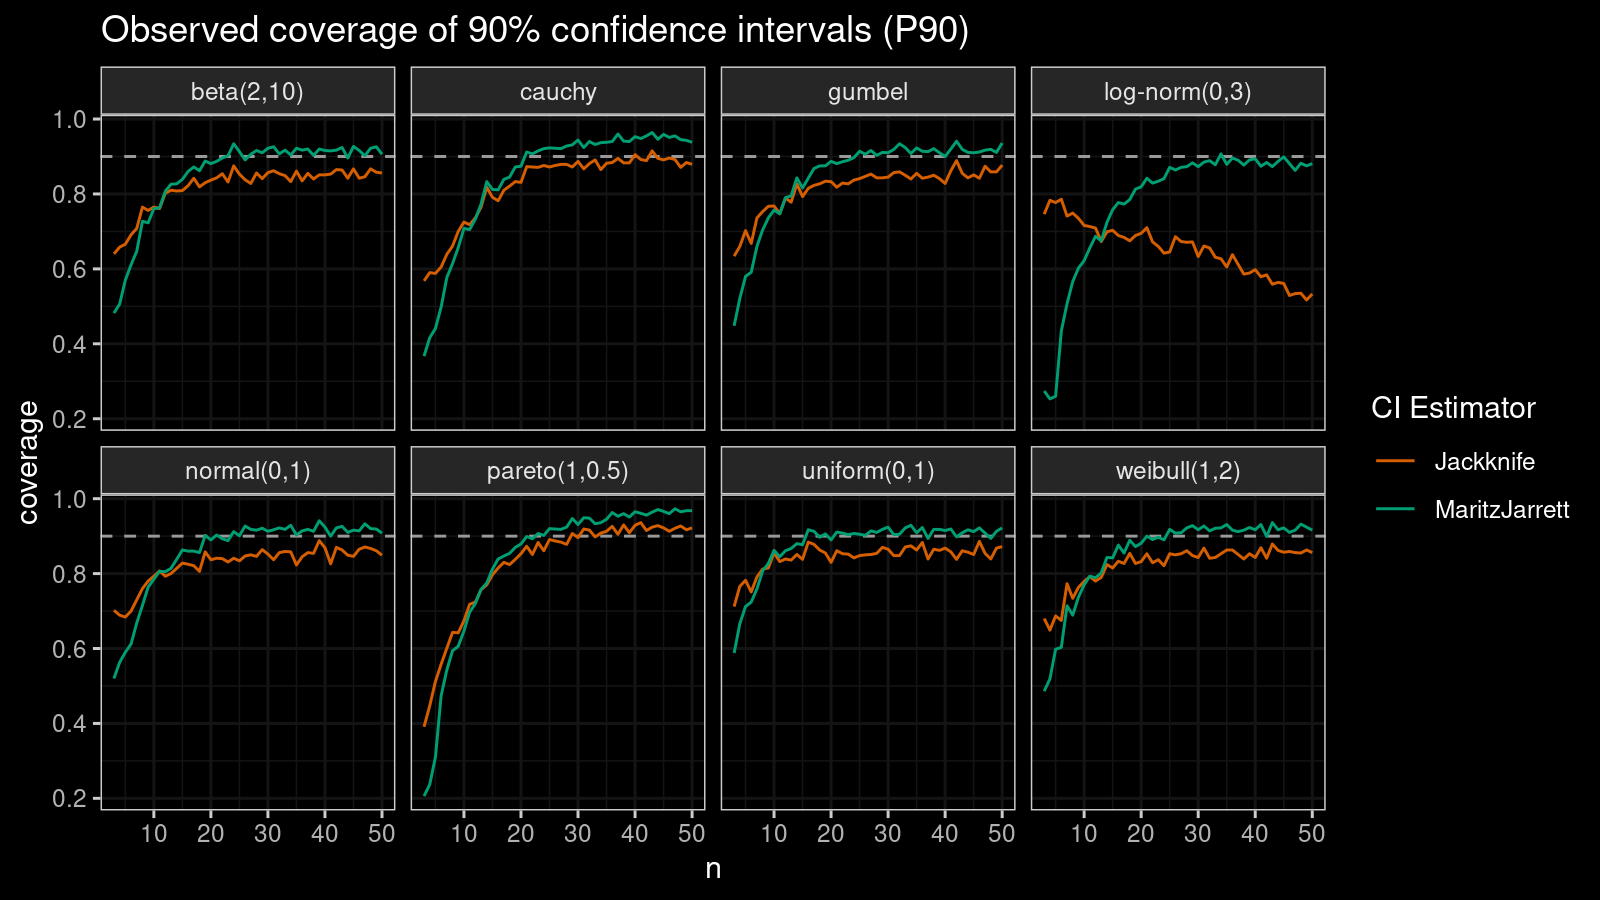 Observed coverage of 90% confidence intervals (P90)
beta(2,10)
cauchy
gumbel
log-norm(0,3)
1.0
0.8
0.6
0.4
0.2
normal(0,1)
pareto(1,0.5)
uniform(0,1)
weibull(1,2)
1.0
0.8
0.6
0.4
0.2
10 20 30 40 50
10 20 30 40 50
10 20 30 40 50
10 20 30 40 50
n
coverage
CI Estimator
Jackknife
MaritzJarrett